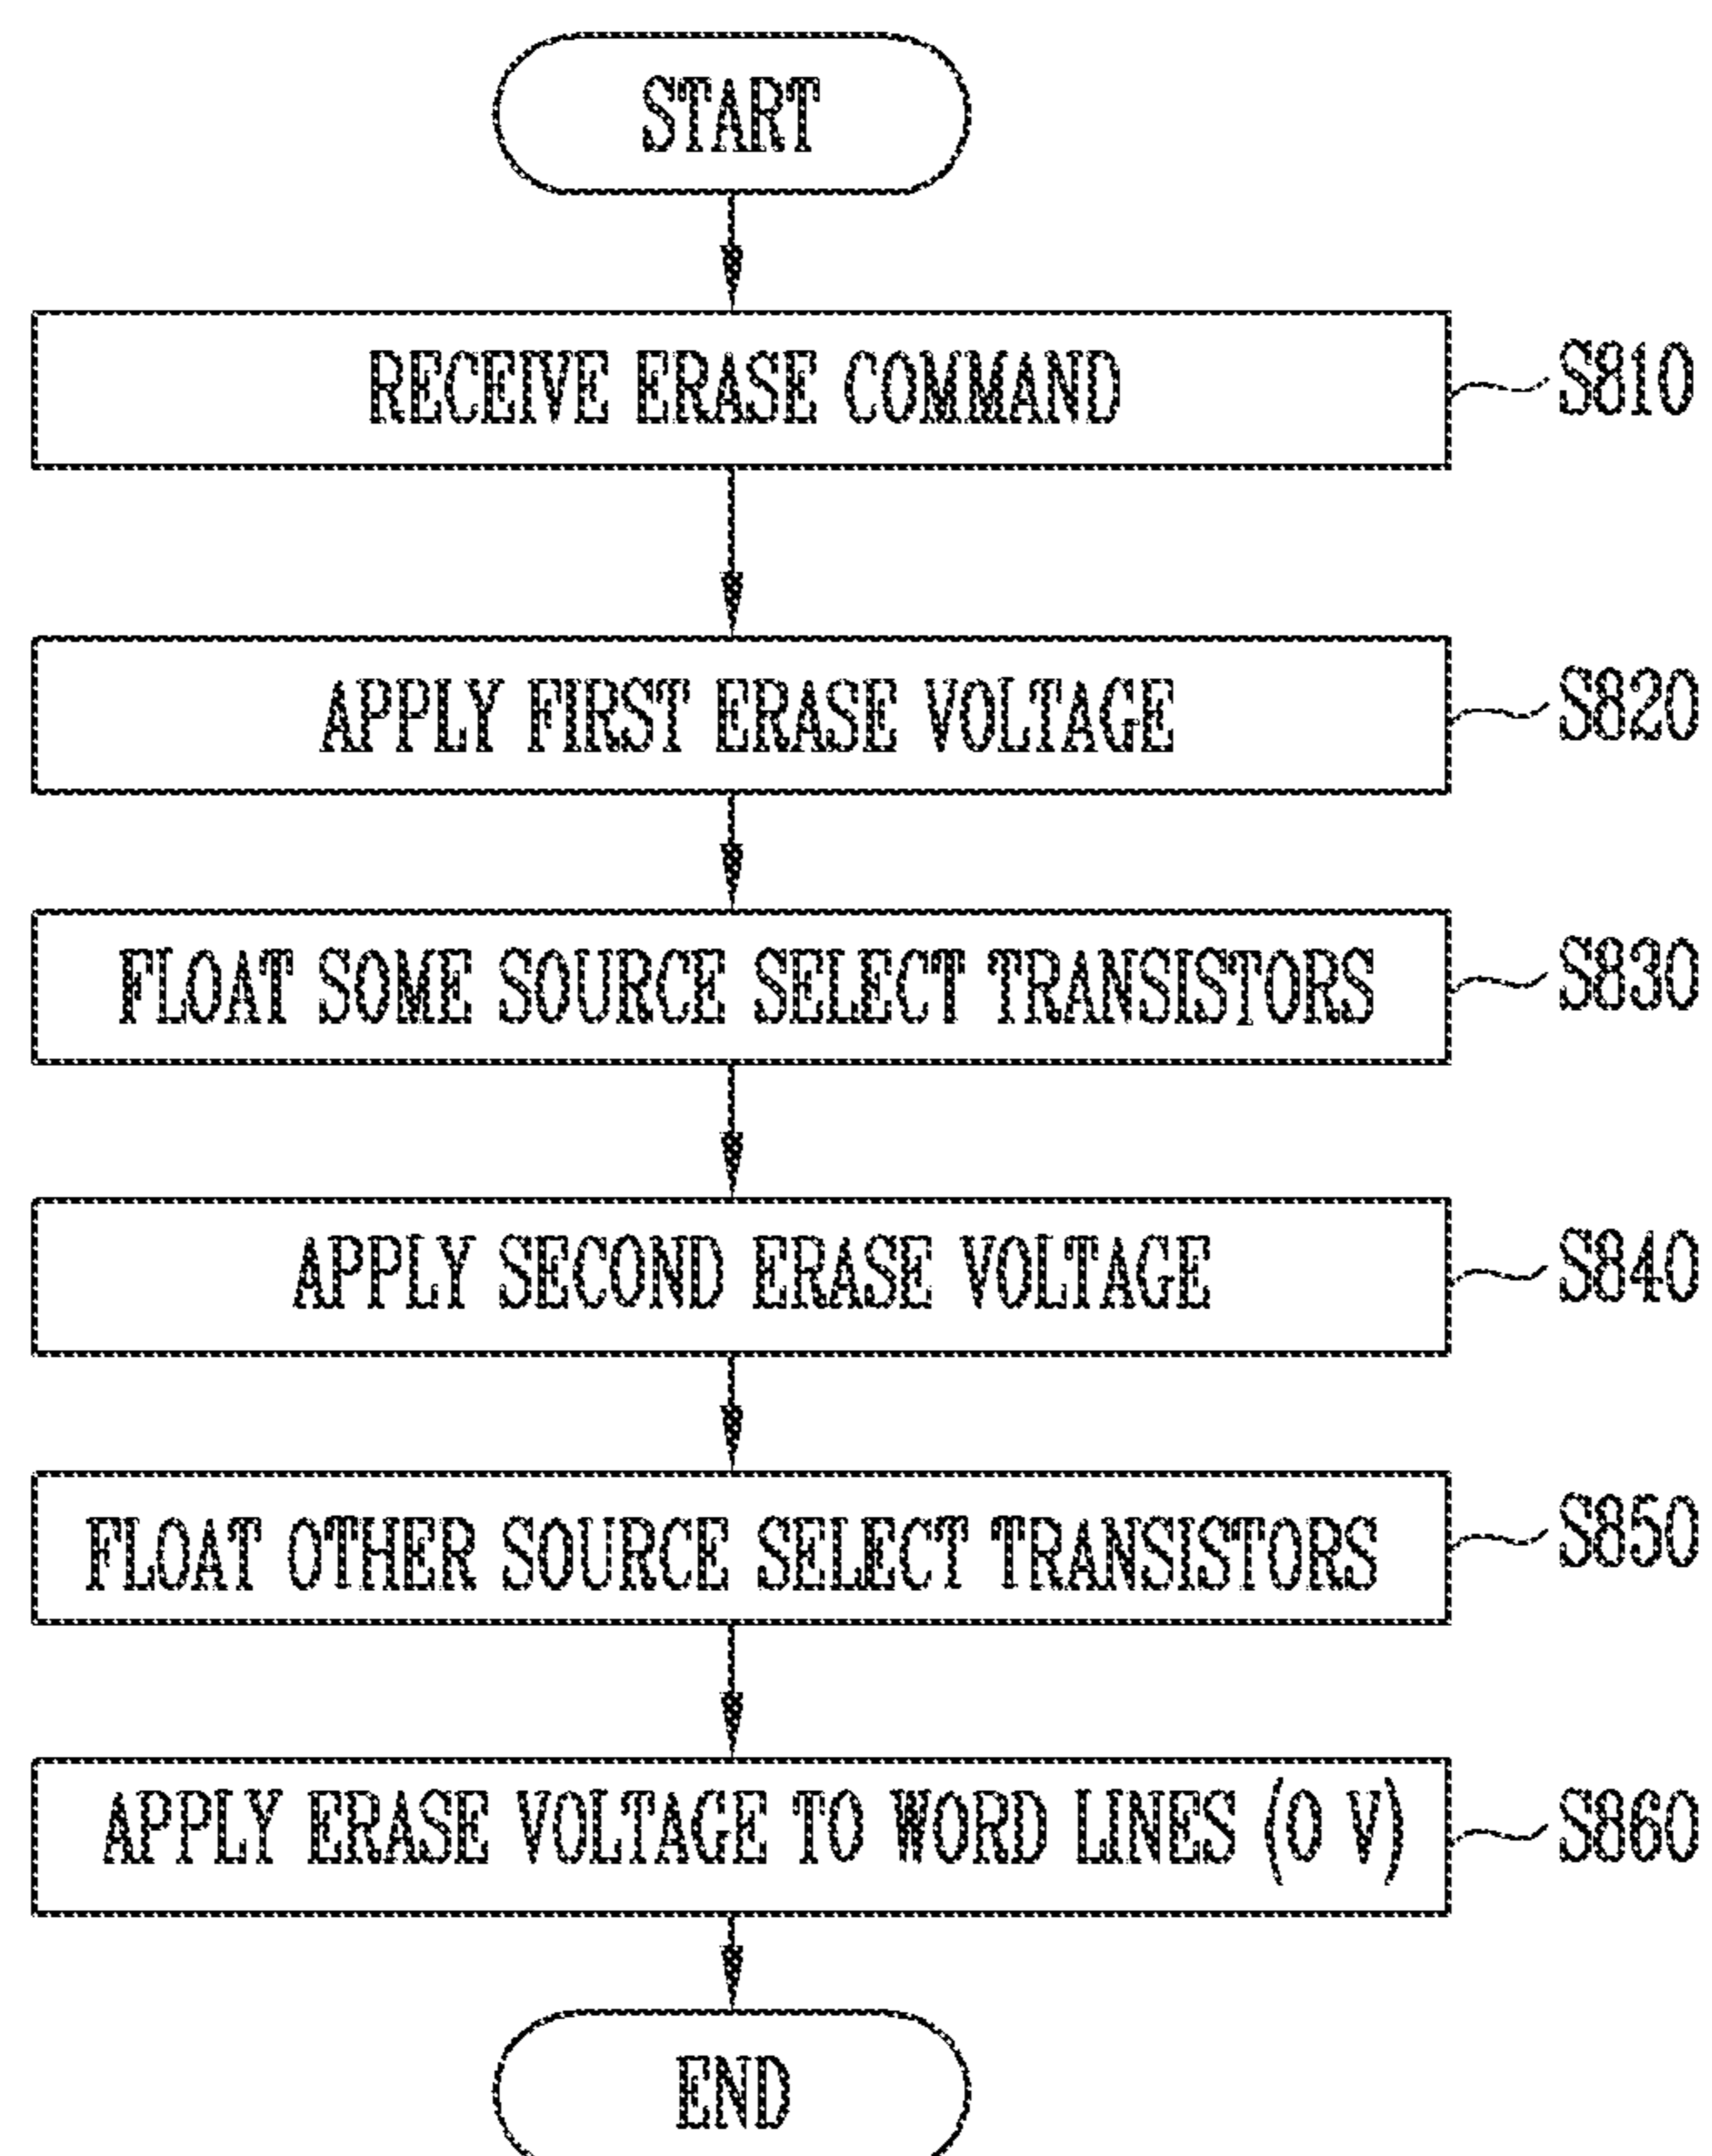 START
RECEIVE ERASE COMMAND
S810
APPLY FIRST ERASE VOLTAGE
S820
FLOAT SOME SOURCE SELECT TRANSISTORS
S830
APPLY SECOND ERASE VOLTAGE
S840
FLOAT OTHER SOURCE SELECT TRANSISTORS
S850
APPLY ERASE VOLTAGE TO WORD LINES (0 V)
S860
END